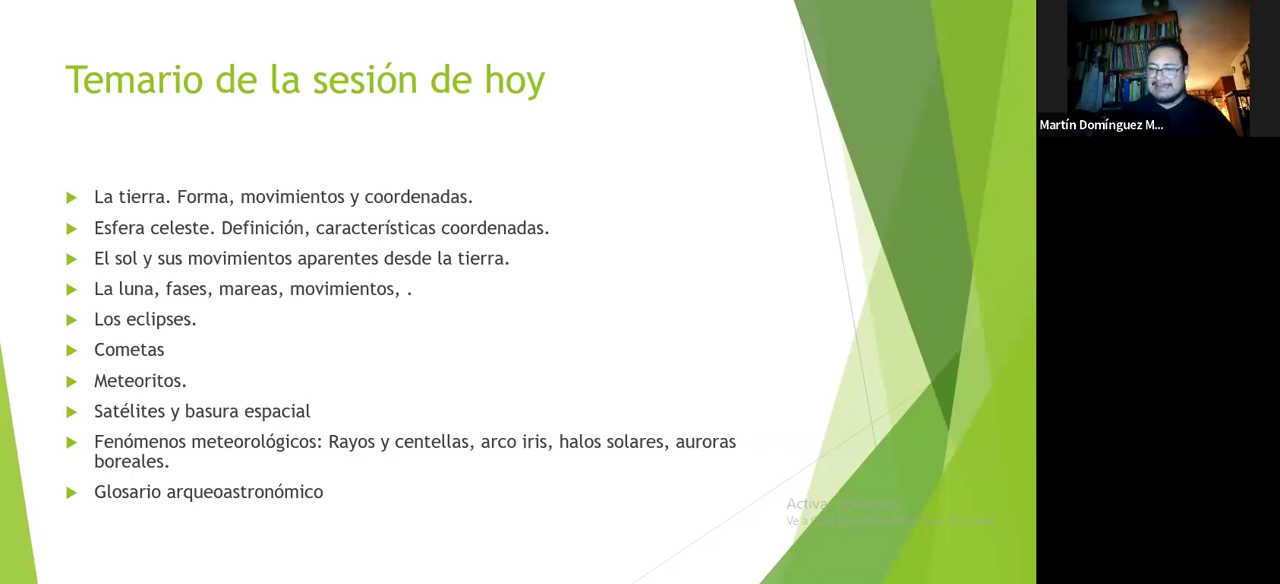 Temario de la sesión de hoy
La tierra. Forma, movimientos y coordenadas.
Esfera celeste. Definición, características coordenadas.
El sol y sus movimientos aparentes desde la tierra.
La luna, fases, mareas, movimientos, .
Los eclipses.
Cometas
Meteoritos.
Satélites y basura espacial
Fenómenos meteorológicos: Rayos y centellas, arco iris, halos solares, auroras
boreales.
Glosario arqueoastronómico
Martín Domínguez M...
Ve a